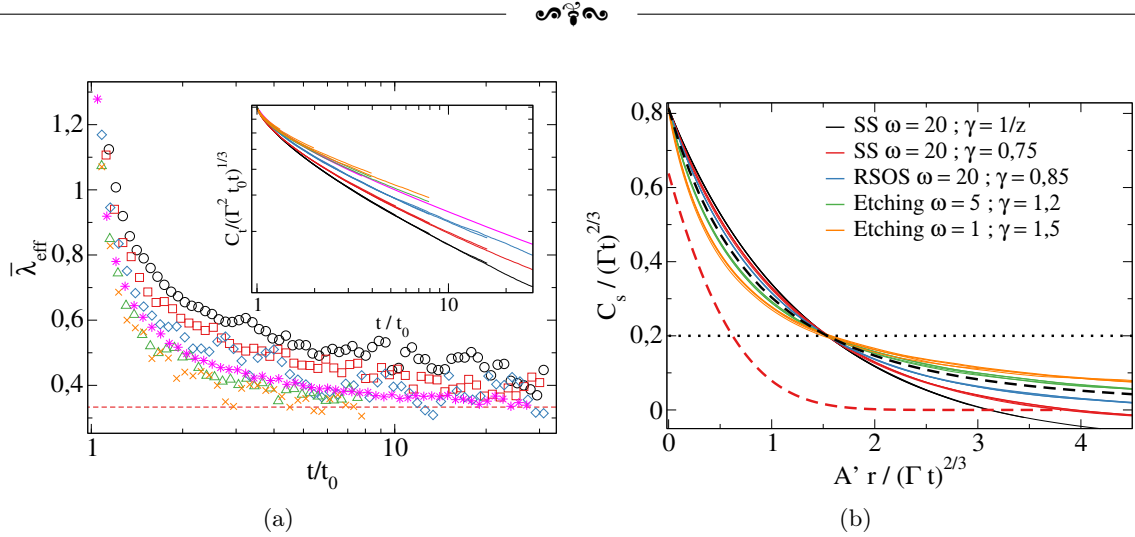 1,2
1
0.8
0,6
0,4
λ̄eff
1
10
t/t0
Ct/(Γ² t0t)^1/3
1
10
t / t0
(a)
0,8
0,6
0,4
0,2
0
Cs / (Γt)^2/3
SS ω = 20 ; γ = 1/z
SS ω = 20 ; γ = 0,75
RSOS ω = 20 ; γ = 0,85
Etching ω = 5 ; γ = 1,2
Etching ω = 1 ; γ = 1,5
0
1
2
3
4
A' r / (Γ t)^2/3
(b)